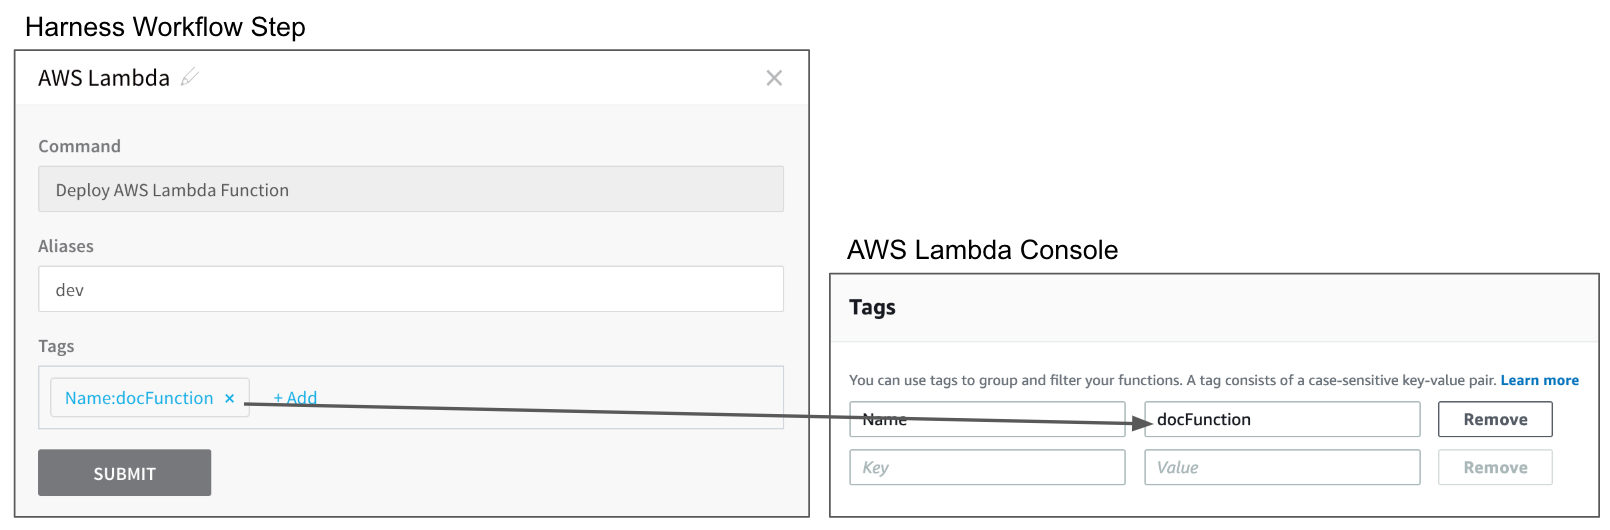 Harness Workflow Step
AWS Lambda
Command
Deploy AWS Lambda Function
Aliases
dev
Tags
Name:docFunction × + Add
SUBMIT
AWS Lambda Console
Tags
You can use tags to group and filter your functions. A tag consists of a case-sensitive key-value pair. Learn more
Name docFunction Remove
Key Value Remove